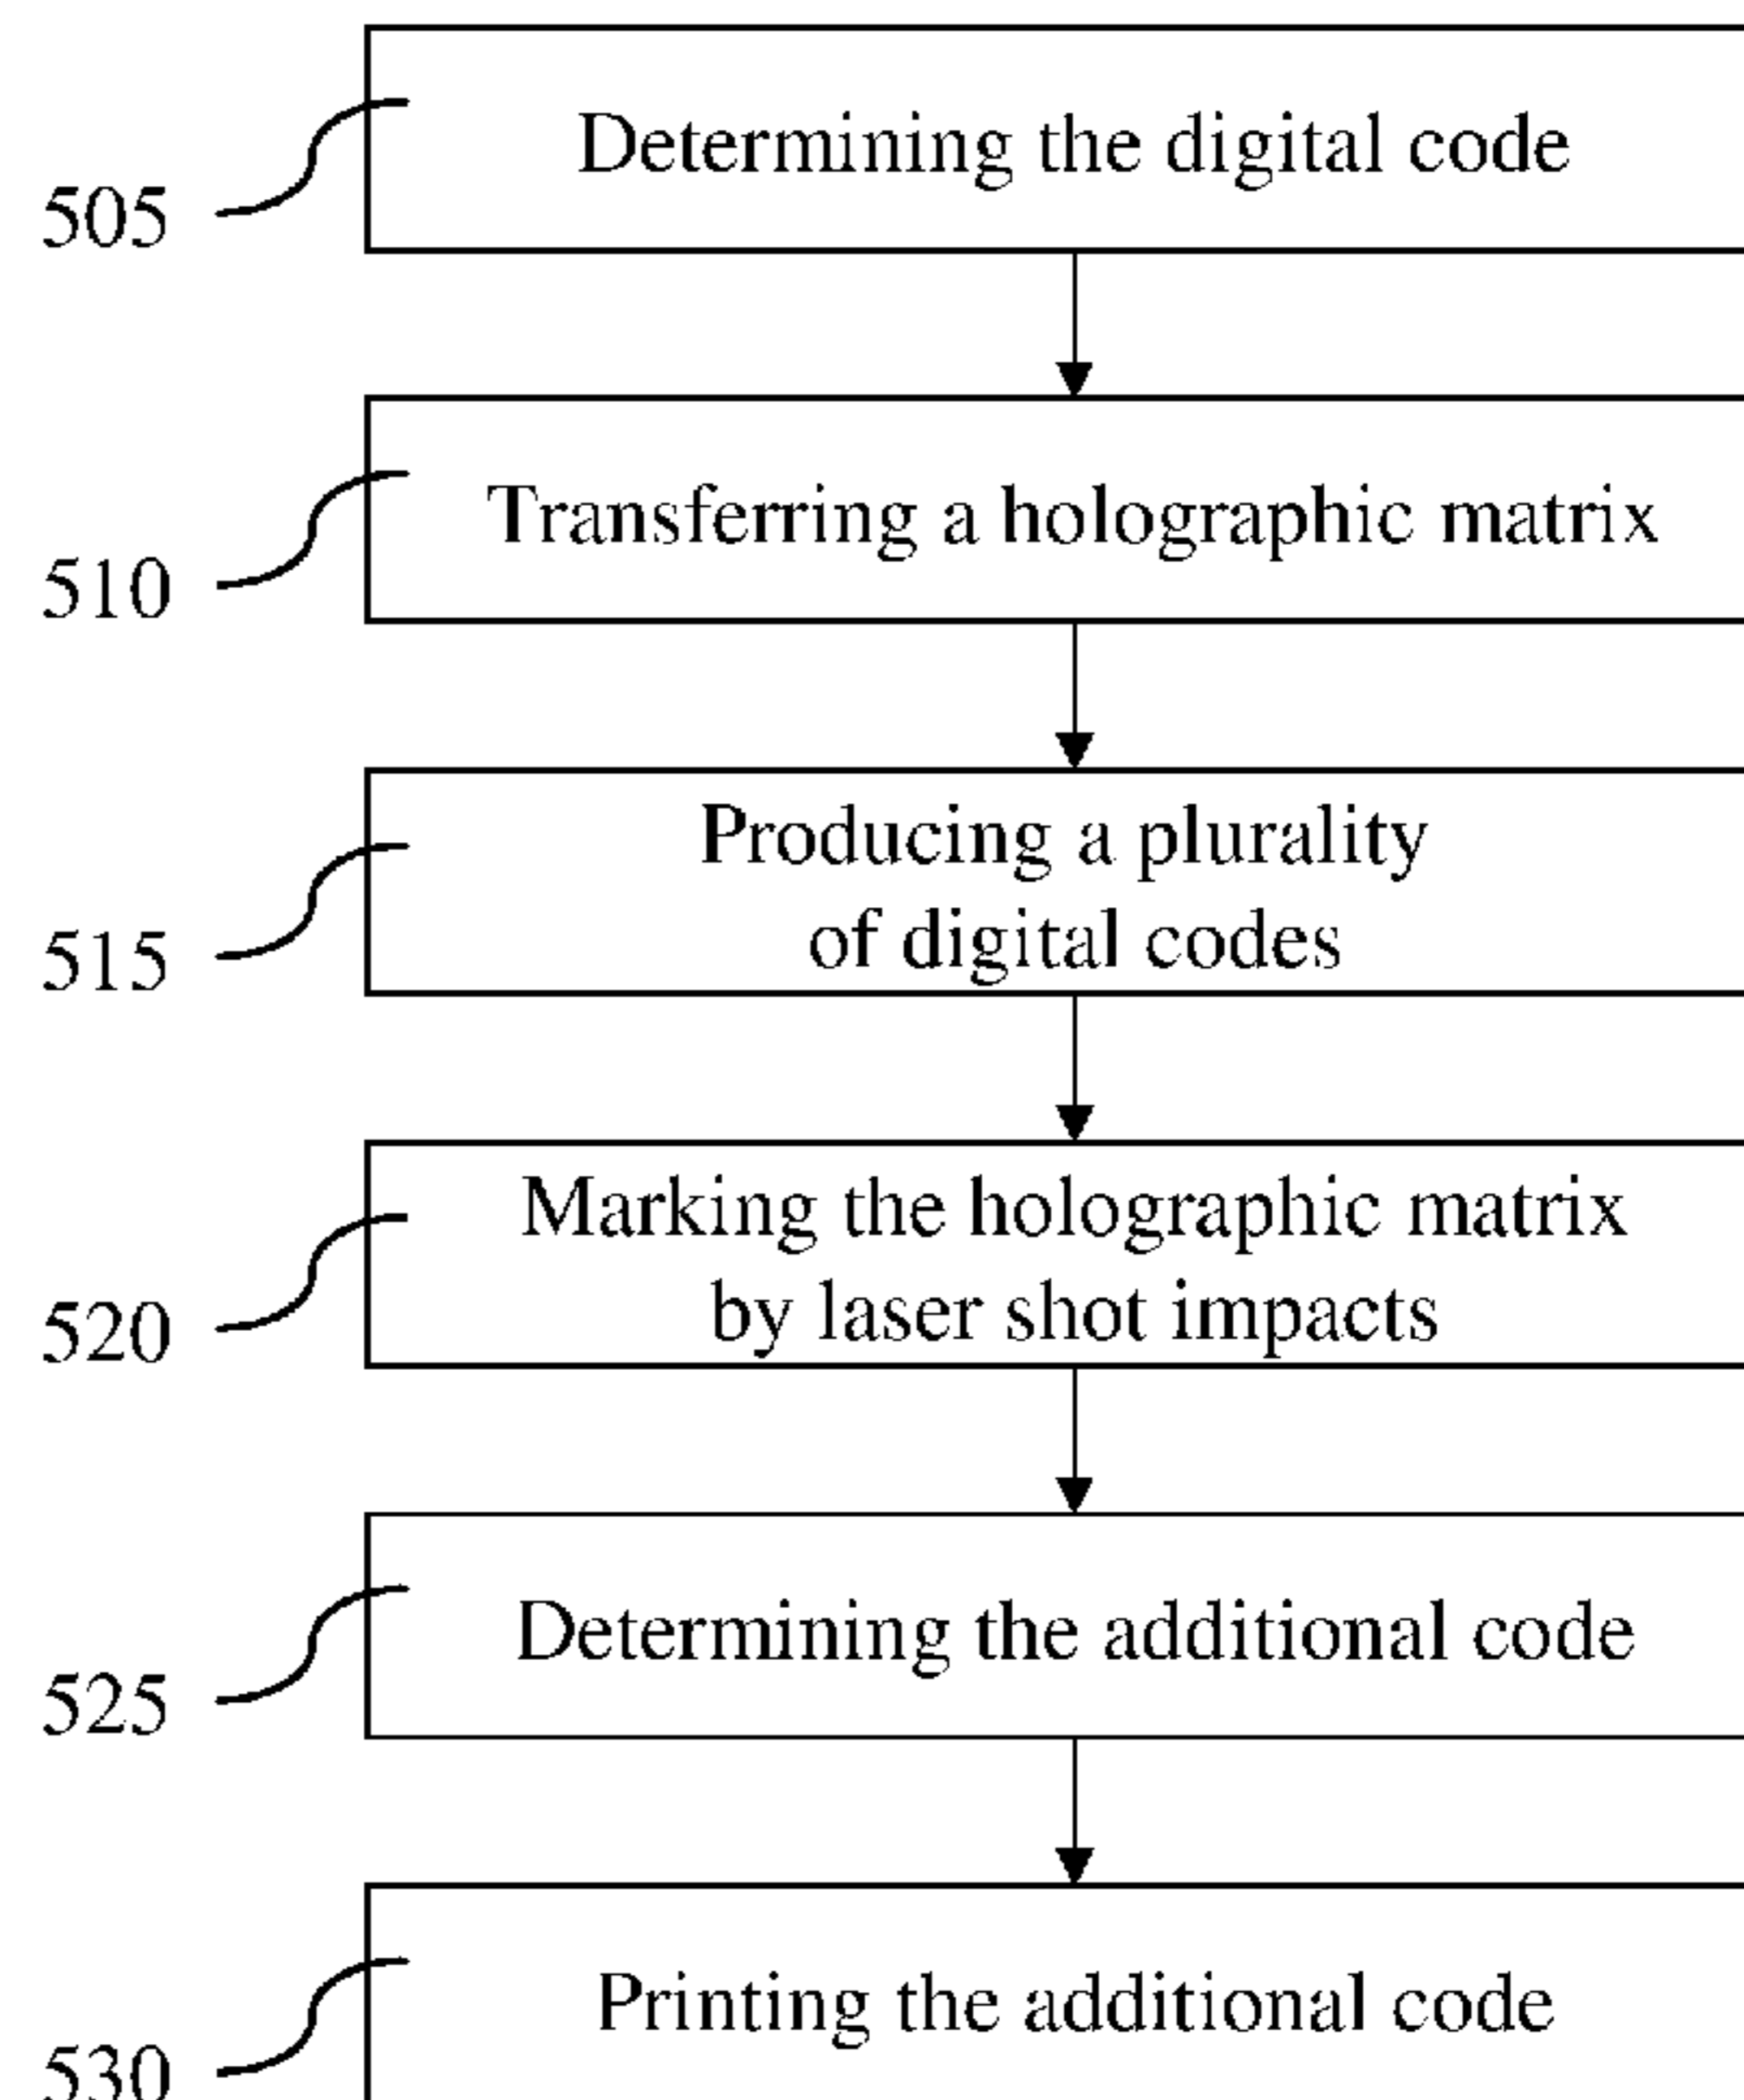 Determining the digital code
505
Transferring a holographic matrix
510
Producing a plurality
of digital codes
515
Marking the holographic matrix
by laser shot impacts
520
Determining the additional code
525
Printing the additional code
530